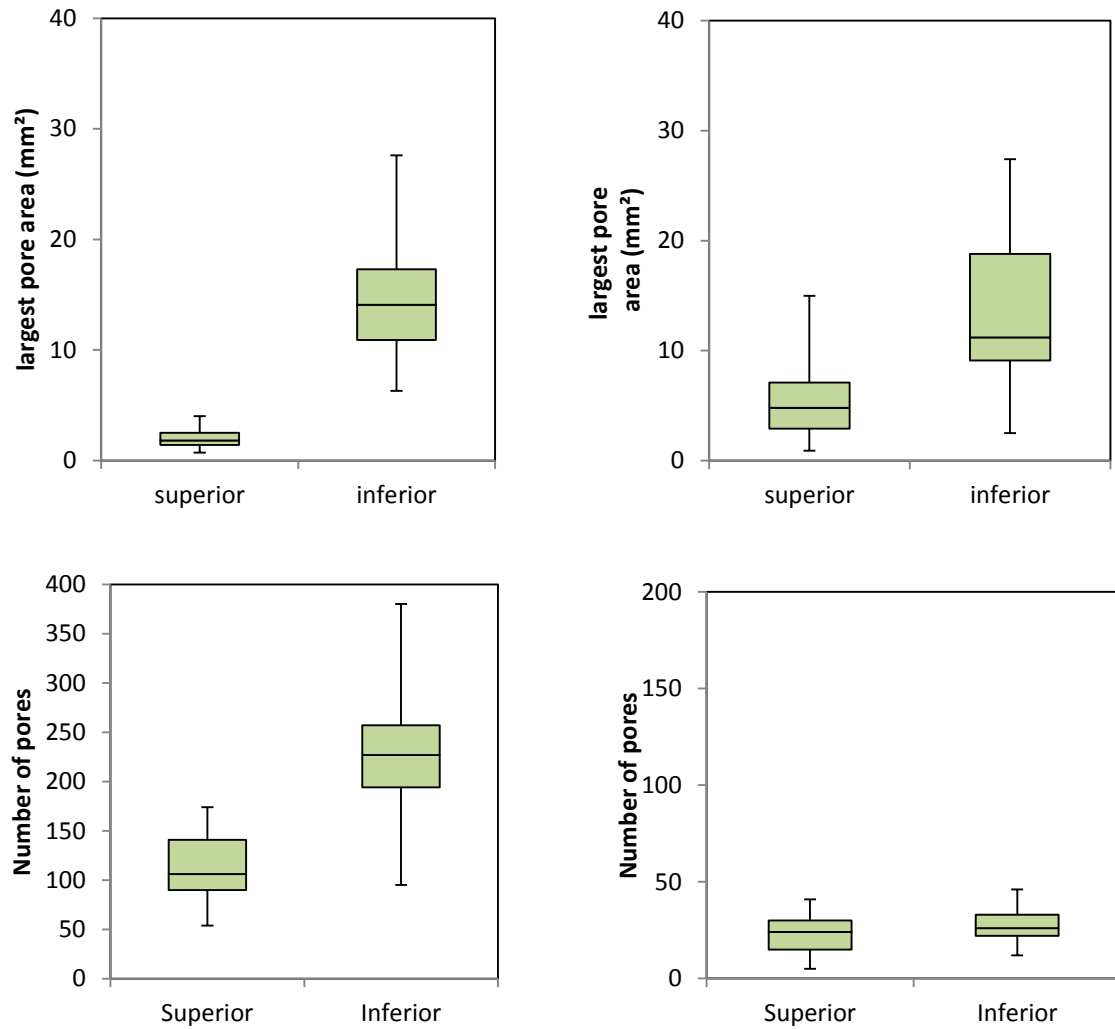 largest pore area (mm²)
40
30
20
10
0
superior inferior
largest pore
area (mm²)
40
30
20
10
0
superior inferior
Number of pores
400
350
300
250
200
150
100
50
0
Superior Inferior
Number of pores
200
150
100
50
0
Superior Inferior